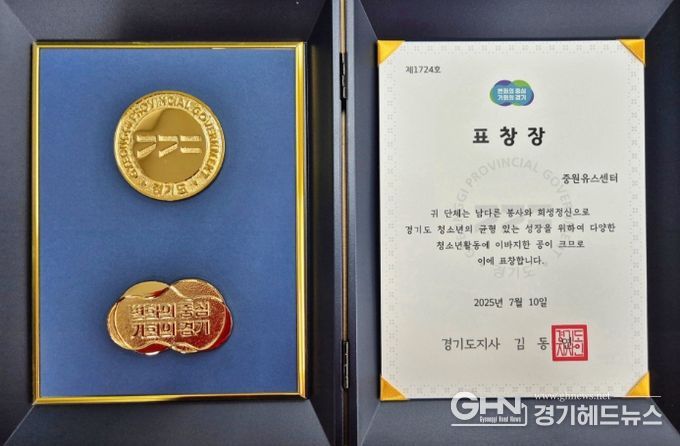 GYEONGGI PROVINCIAL GOVERNMENT
경기도
변화의 중심
기회의 경기
제1724호
변화의 중심
기회의 경기
표창장
중원유스센터
귀 단체는 남다른 봉사와 희생정신으로
경기도 청소년의 균형 있는 성장을 위하여 다양한
청소년활동에 이바지한 공이 크므로
이에 표창합니다.
2025년 7월 10일
경기도지사 김동연
GHN
Gyeonggi Head News
www.ghnews.net
경기헤드뉴스